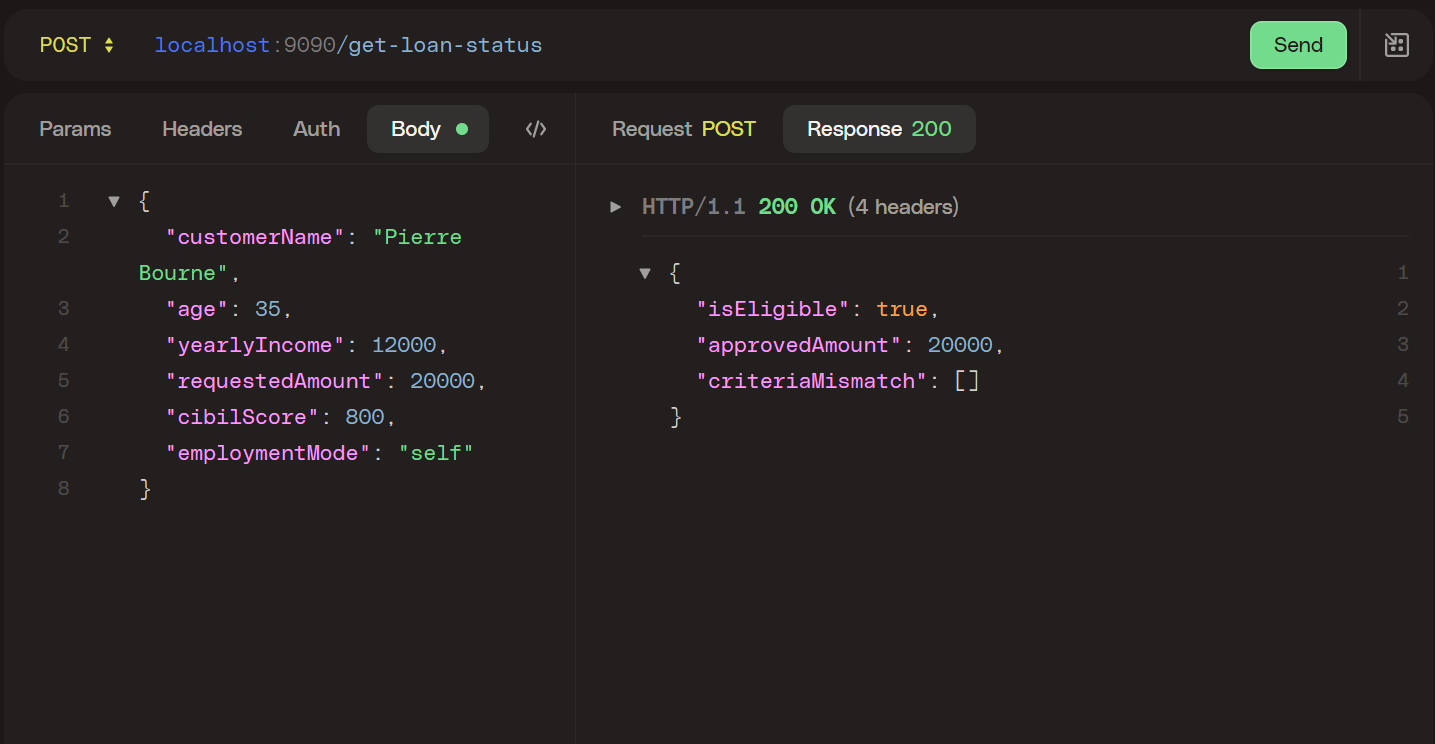 POST localhost:9090/get-loan-status Send
Params Headers Auth Body </> Request POST Response 200
1 {
2 "customerName": "Pierre
Bourne",
3 "age": 35,
4 "yearlyIncome": 12000,
5 "requestedAmount": 20000,
6 "cibilScore": 800,
7 "employmentMode": "self"
8 }
HTTP/1.1 200 OK (4 headers)
{ 1
"isEligible": true, 2
"approvedAmount": 20000, 3
"criteriaMismatch": [] 4
} 5